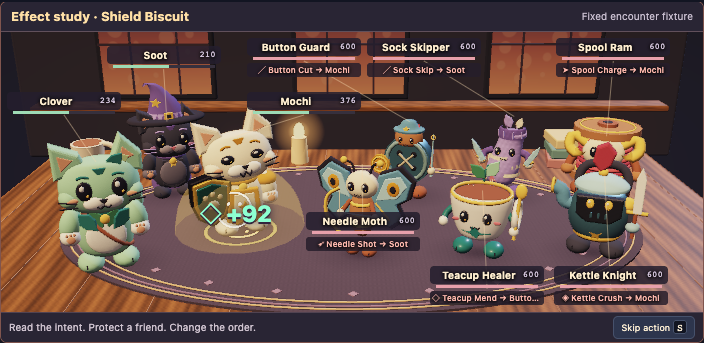 Effect study · Shield Biscuit
Fixed encounter fixture
Soot 210
Button Guard 600
Button Cut → Mochi
Sock Skipper 600
Sock Skip → Soot
Spool Ram 600
Spool Charge → Mochi
Clover 234
Mochi 376
+92
Needle Moth 600
Needle Shot → Soot
Teacup Healer 600
Teacup Mend → Butto...
Kettle Knight 600
Kettle Crush → Mochi
Read the intent. Protect a friend. Change the order.
Skip action S